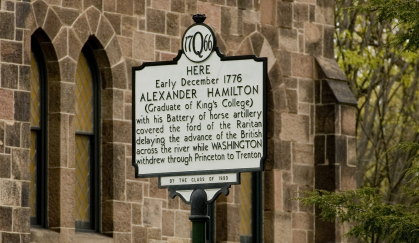 17Q66
HERE
Early December 1776
ALEXANDER HAMILTON
(Graduate of King's College)
with his Battery of horse artillery
covered the ford of the Raritan
delaying the advance of the British
across the river while WASHINGTON
withdrew through Princeton to Trenton
BY THE CLASS OF